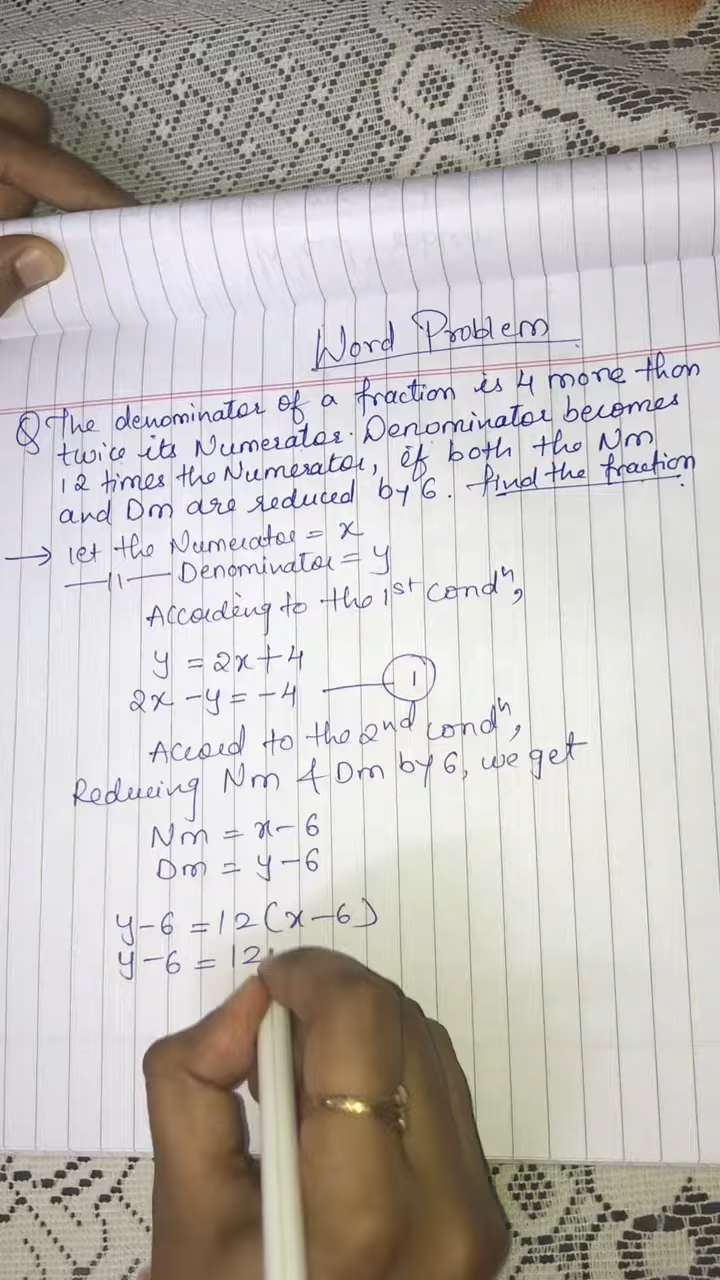 Word Problem
Q The denominator of a fraction is 4 more than
twice its Numerator. Denominator becomes
12 times the Numerator, if both the Nm
and Dm are reduced by 6. find the fraction
→ let the Numerator = x
—11— Denominator = y
According to the 1st condⁿ,
y = 2x+4
2x - y = -4 —— 1
Accord to the 2nd condⁿ,
Reducing Nm & Dm by 6, we get
Nm = x-6
Dm = y-6
y-6 = 12(x-6)
y-6 = 12